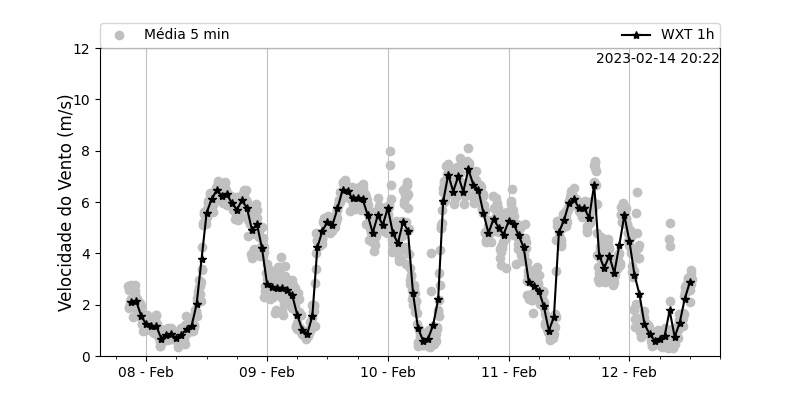 Média 5 min
WXT 1h
2023-02-14 20:22
Velocidade do Vento (m/s)
12
10
8
6
4
2
0
08 - Feb
09 - Feb
10 - Feb
11 - Feb
12 - Feb